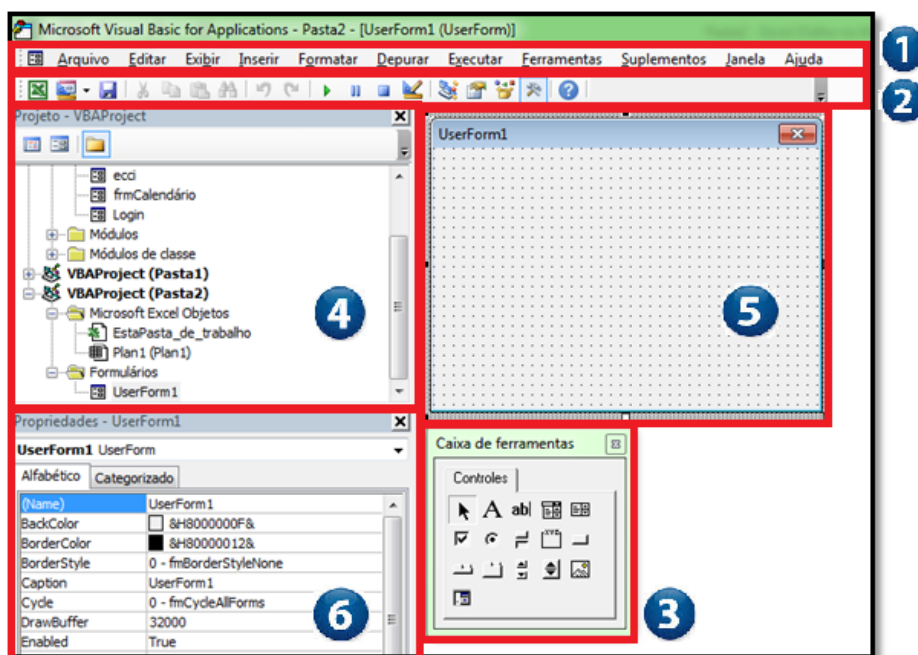 Microsoft Visual Basic for Applications - Pasta2 - [UserForm1 (UserForm)]
Arquivo Editar Exibir Inserir Formatar Depurar Executar Ferramentas Suplementos Janela Ajuda
1
2
Projeto - VBAProject
ecci
frmCalendário
Login
Módulos
Módulos de classe
VBAProject (Pasta1)
VBAProject (Pasta2)
Microsoft Excel Objetos
EstaPasta_de_trabalho
Plan1 (Plan1)
Formulários
UserForm1
4
UserForm1
5
Propriedades - UserForm1
UserForm1 UserForm
Alfabético Categorizado
(Name) UserForm1
BackColor &H8000000F&
BorderColor &H80000012&
BorderStyle 0 - fmBorderStyleNone
Caption UserForm1
Cycle 0 - fmCycleAllForms
DrawBuffer 32000
Enabled True
6
Caixa de ferramentas
Controles
A ab|
XYZ
3